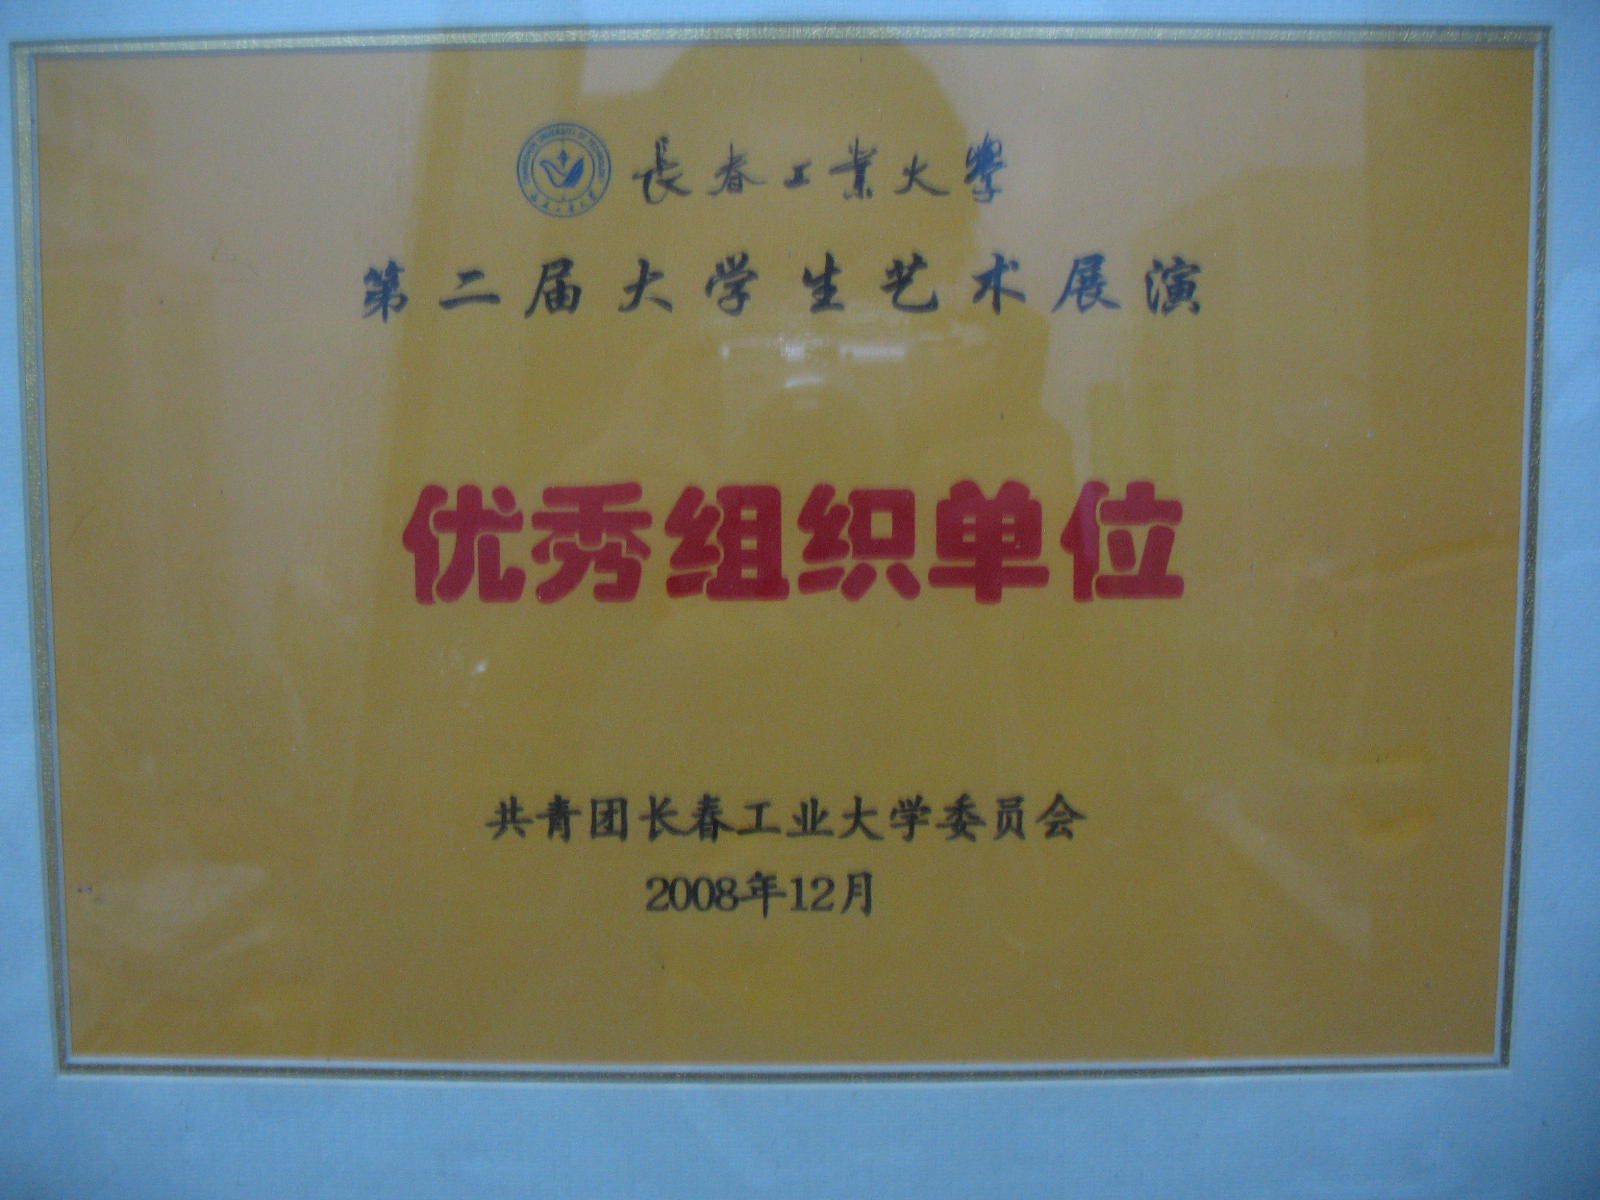 長春工業大學
第二届大学生艺术展演
优秀组织单位
共青团长春工业大学委员会
2008年12月